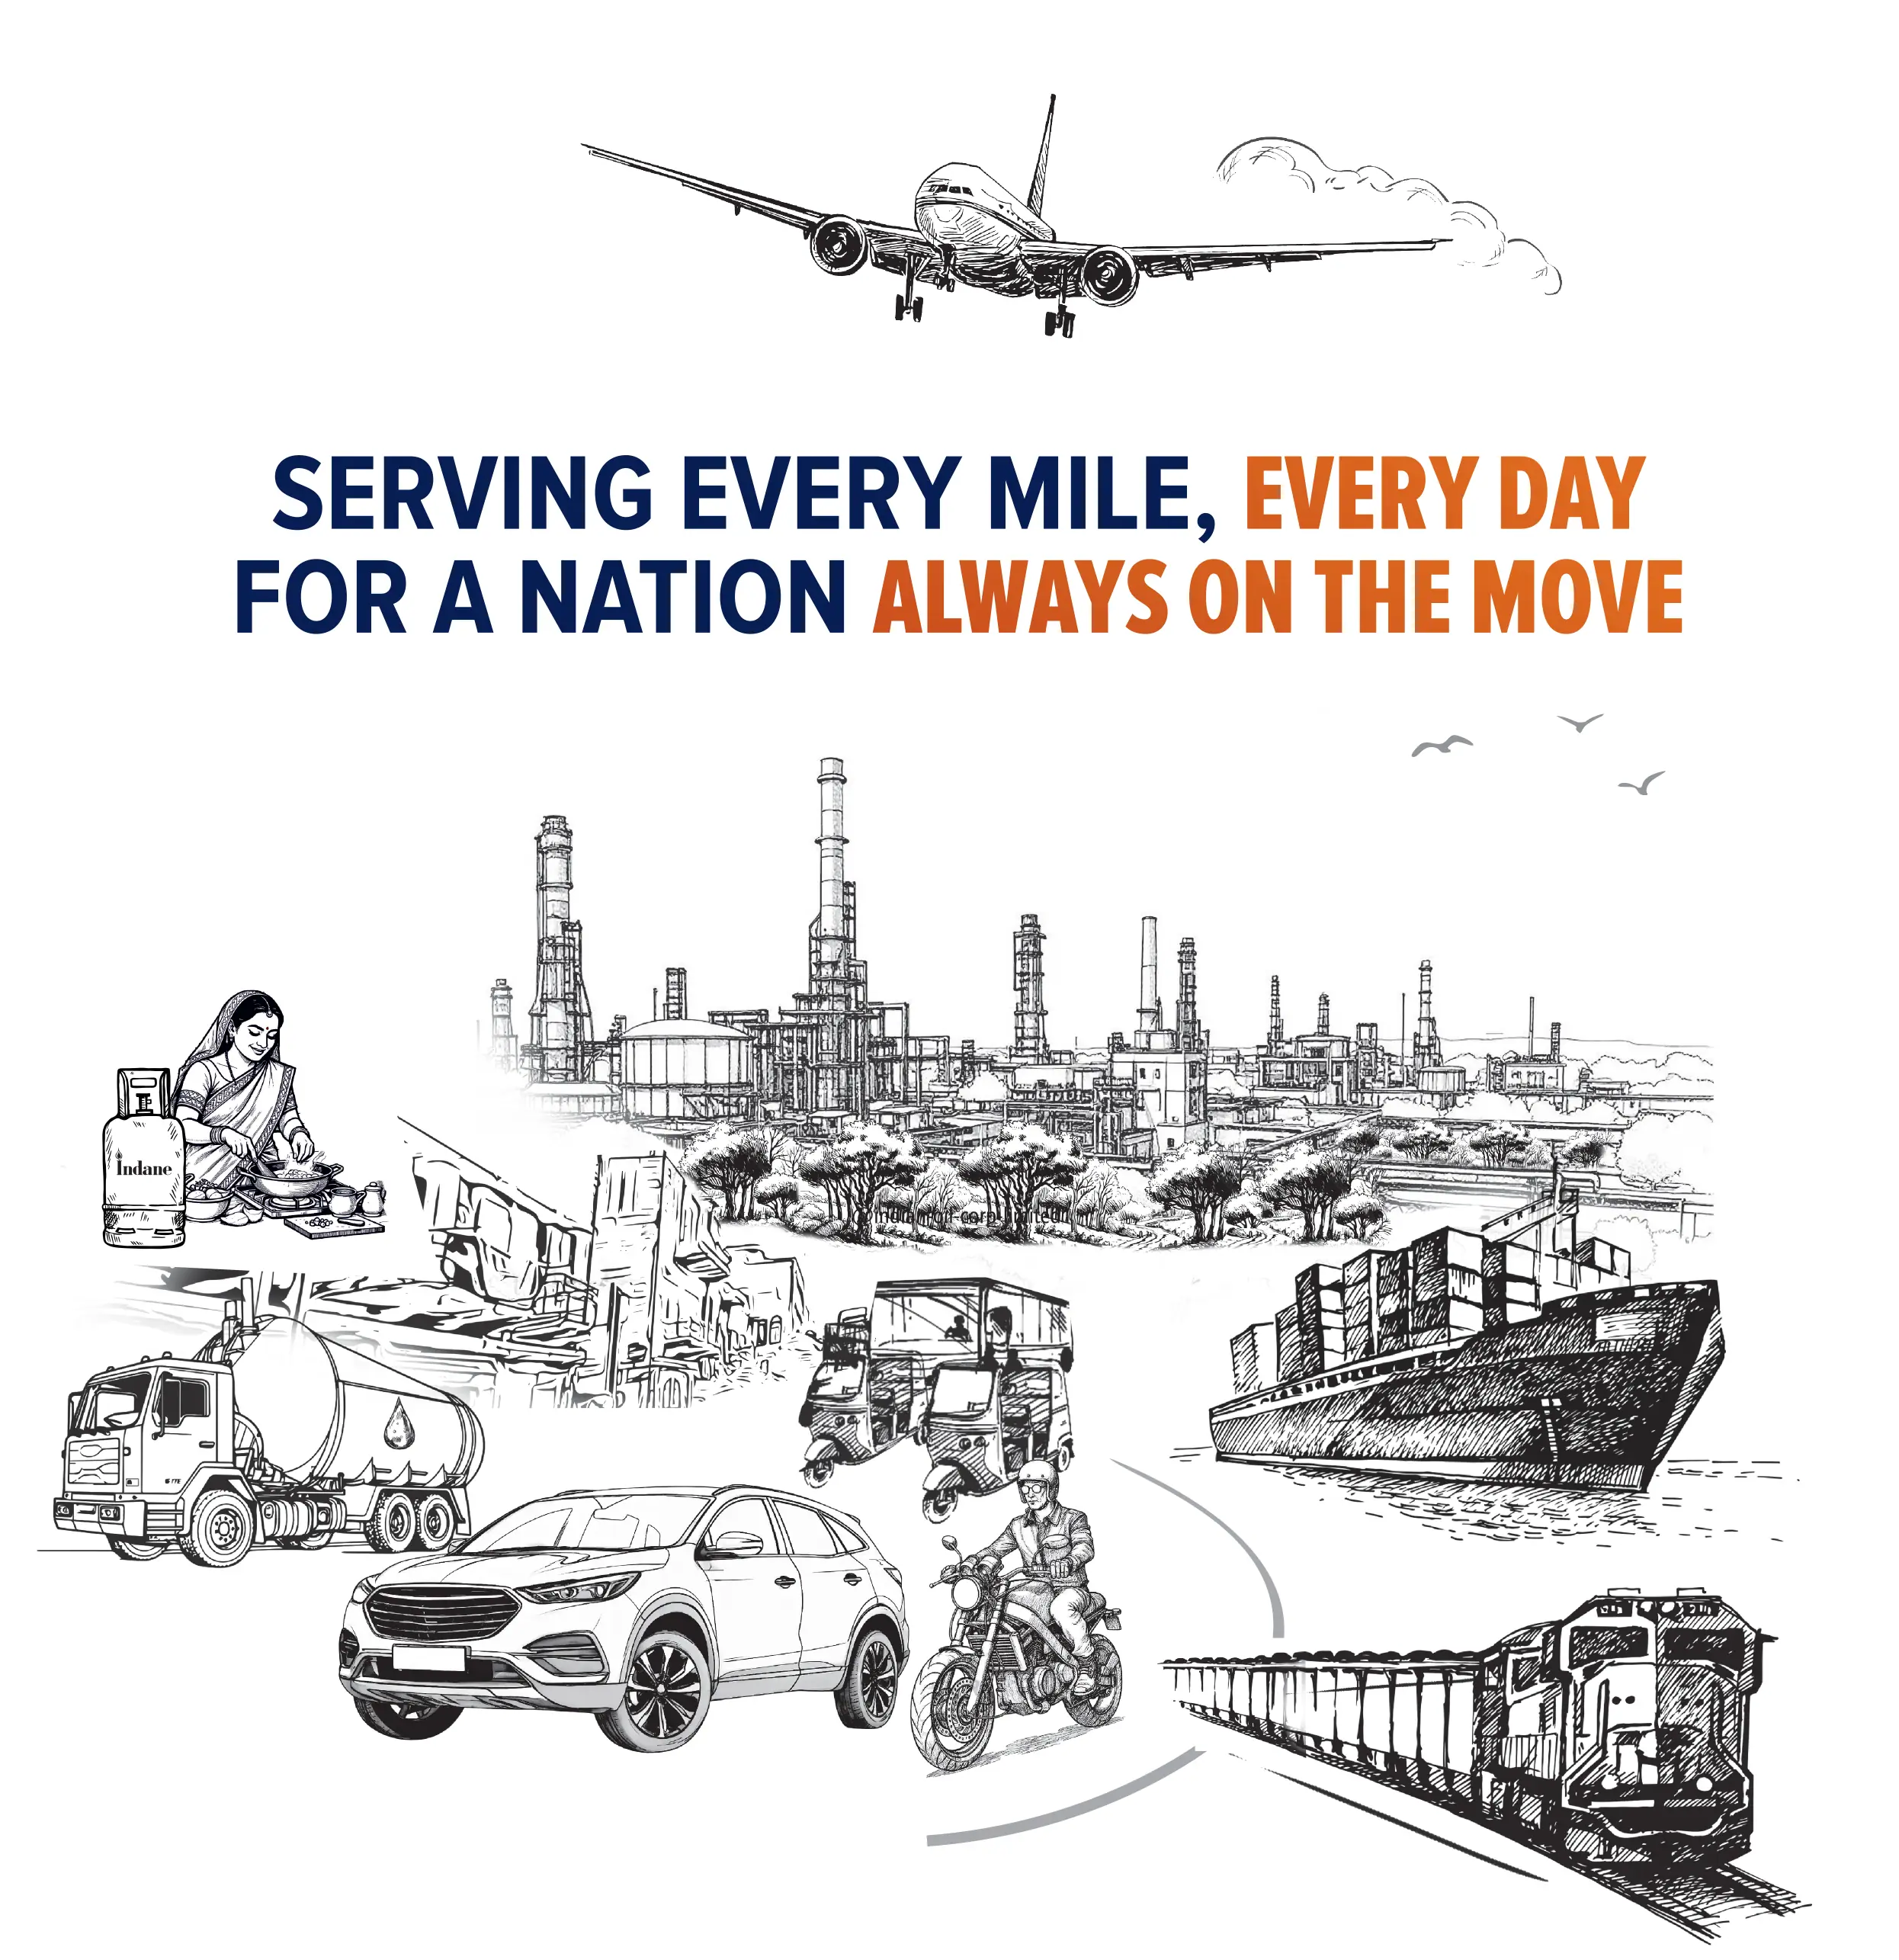 SERVING EVERY MILE, EVERY DAY
FOR A NATION ALWAYS ON THE MOVE
Indane